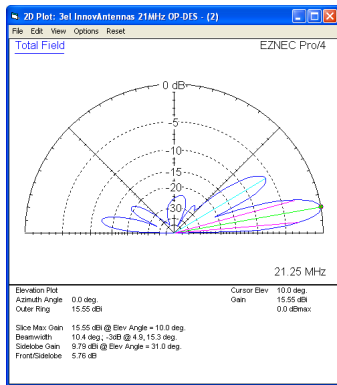 2D Plot: 3el InnovAntennas 21MHz OP-DES - (2)
File Edit View Options Reset
Total Field
EZNEC Pro/4
0 dB
-5
-10
-15
-20
-30
21.25 MHz
Elevation Plot
Azimuth Angle 0.0 deg.
Outer Ring 15.55 dBi
Cursor Elev 10.0 deg.
Gain 15.55 dBi
0.0 dBmax
Slice Max Gain 15.55 dBi @ Elev Angle = 10.0 deg.
Beamwidth 10.4 deg.; -3dB @ 4.9, 15.3 deg.
Sidelobe Gain 9.79 dBi @ Elev Angle = 31.0 deg.
Front/Sidelobe 5.76 dB